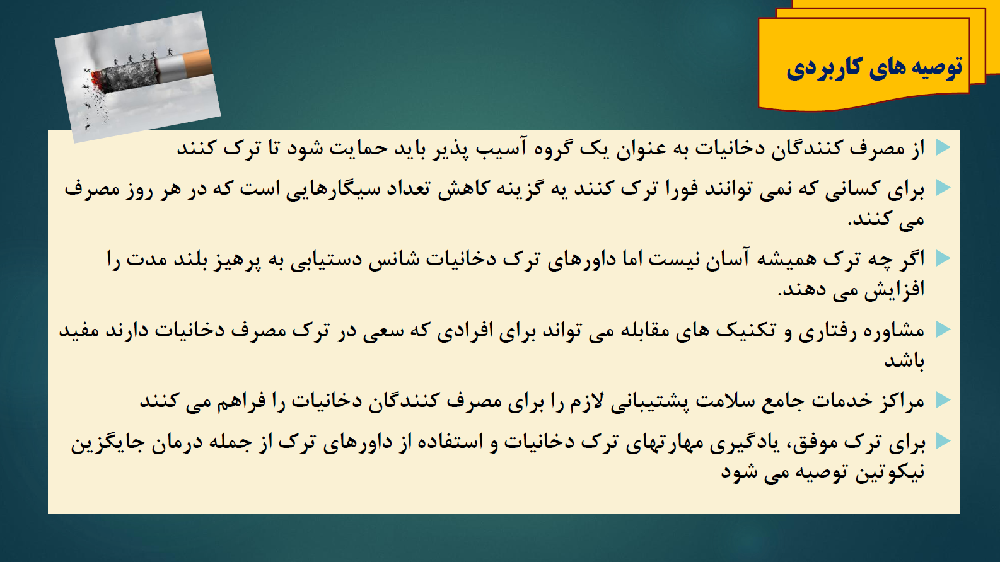 توصیه های کاربردی
از مصرف کنندگان دخانیات به عنوان یک گروه آسیب پذیر باید حمایت شود تا ترک کنند
برای کسانی که نمی توانند فورا ترک کنند یه گزینه کاهش تعداد سیگارهایی است که در هر روز مصرف
می کنند.
اگر چه ترک همیشه آسان نیست اما داورهای ترک دخانیات شانس دستیابی به پرهیز بلند مدت را
افزایش می دهند.
مشاوره رفتاری و تکنیک های مقابله می تواند برای افرادی که سعی در ترک مصرف دخانیات دارند مفید
باشد
مراکز خدمات جامع سلامت پشتیبانی لازم را برای مصرف کنندگان دخانیات را فراهم می کنند
برای ترک موفق، یادگیری مهارتهای ترک دخانیات و استفاده از داورهای ترک از جمله درمان جایگزین
نیکوتین توصیه می شود